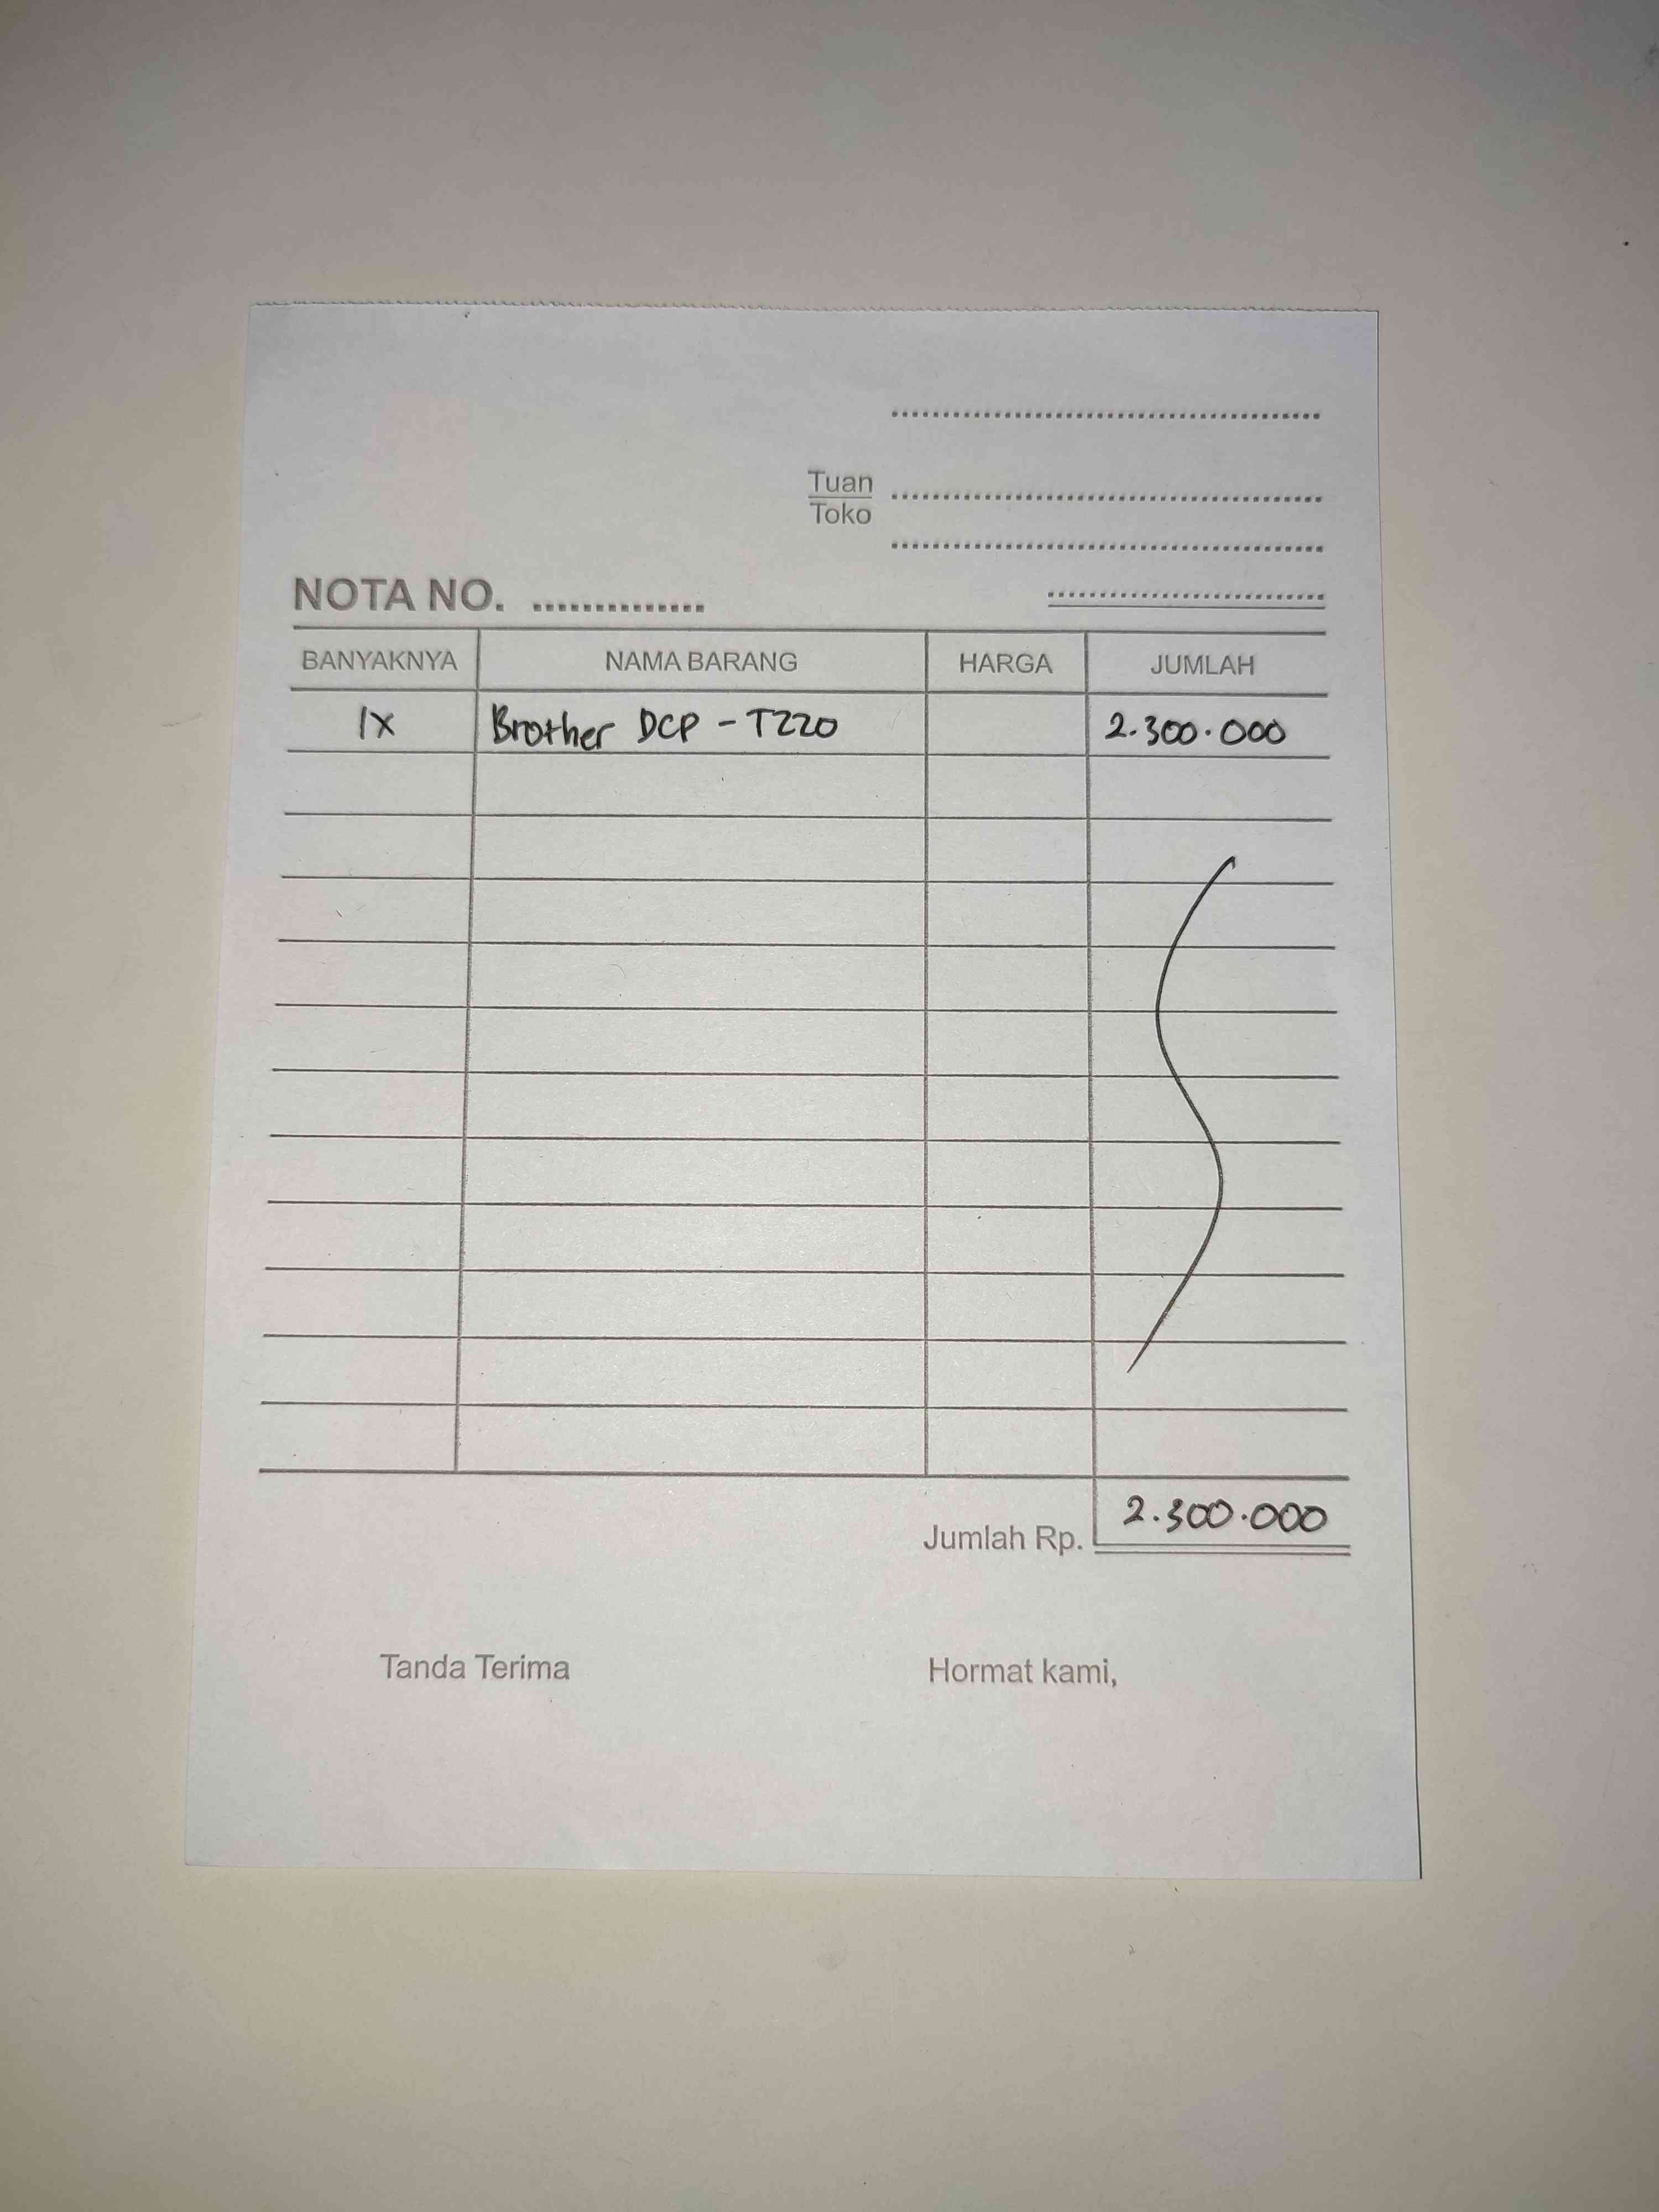 Tuan
Toko
NOTA NO. ..............
BANYAKNYA NAMA BARANG HARGA JUMLAH
1X Brother DCP - T220 2.300.000
Jumlah Rp. 2.300.000
Tanda Terima Hormat kami,